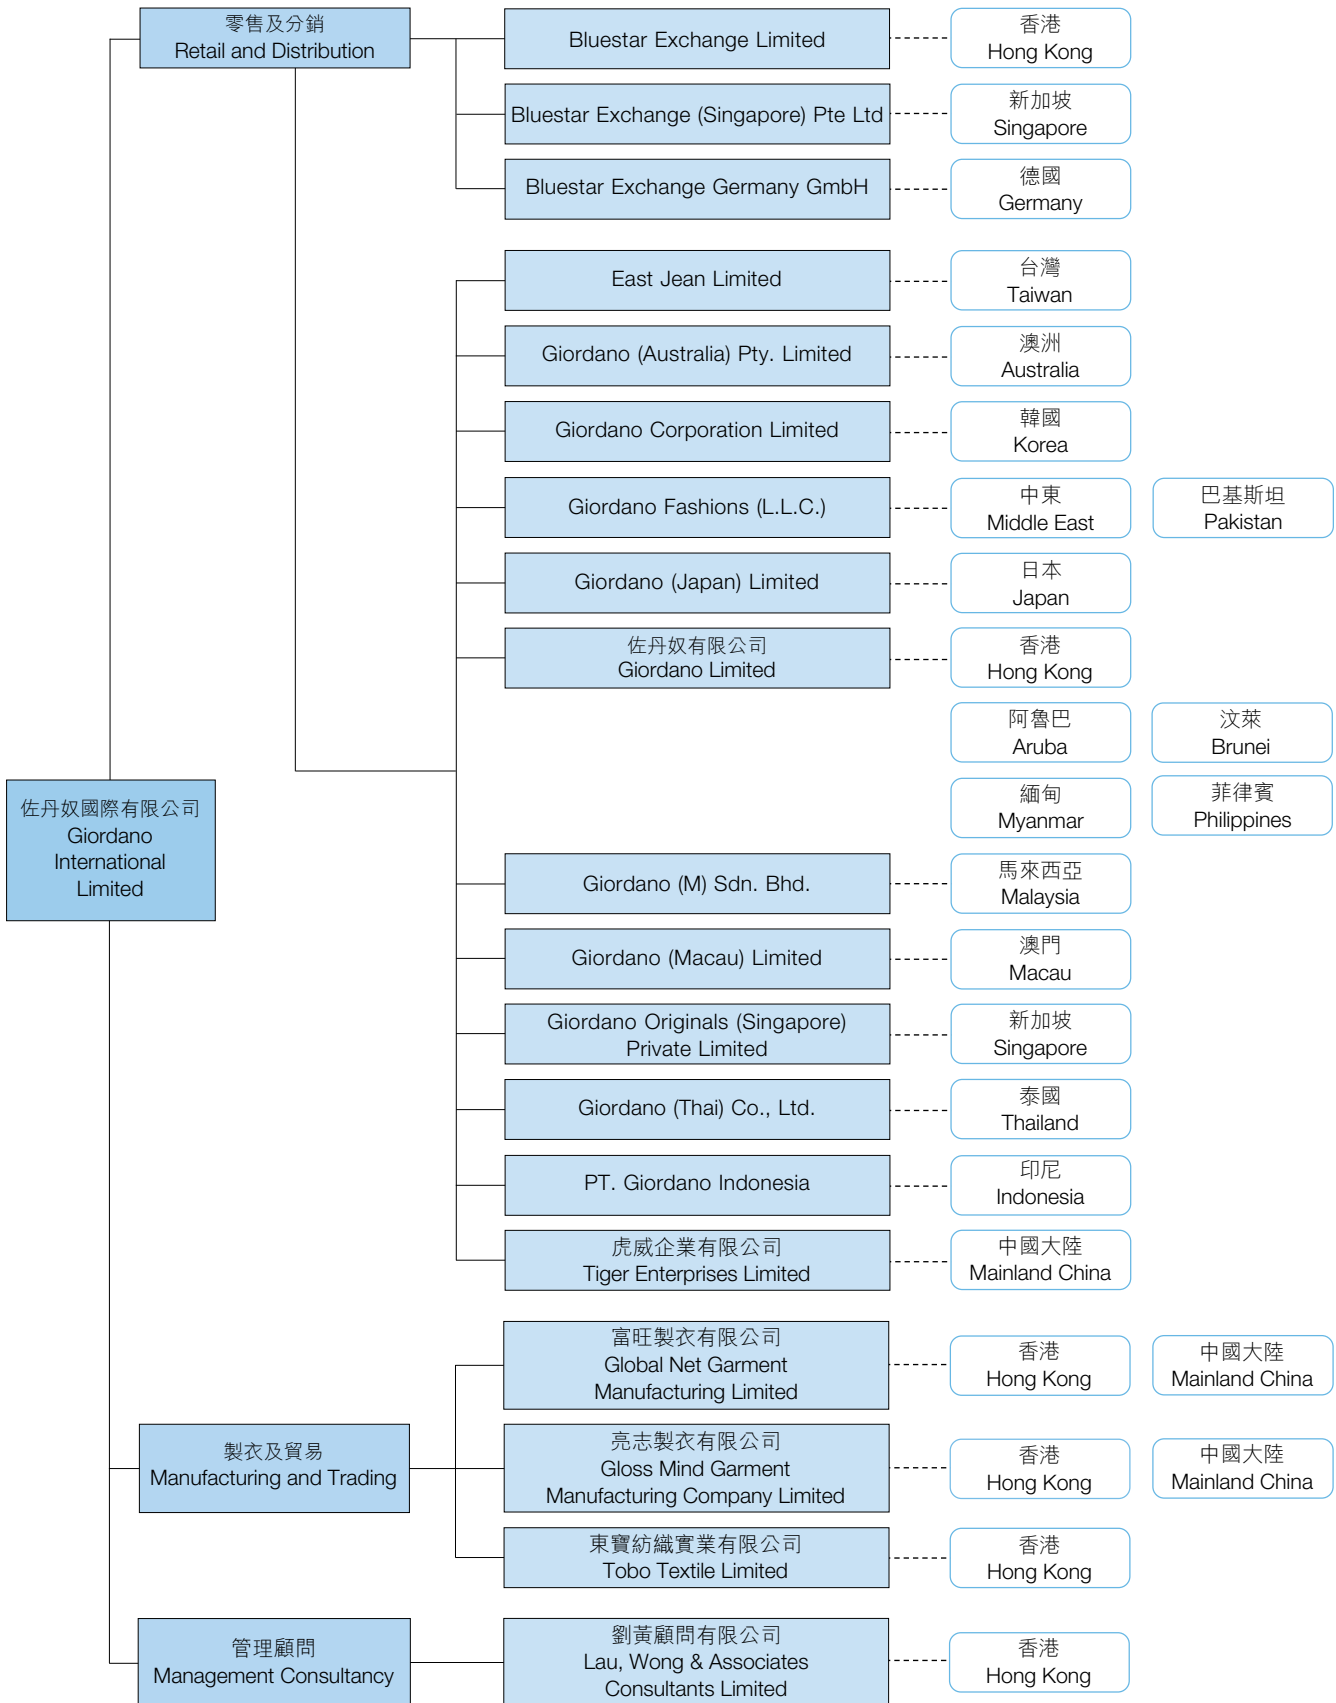 零售及分銷
Retail and Distribution
Bluestar Exchange Limited
香港
Hong Kong
Bluestar Exchange (Singapore) Pte Ltd
新加坡
Singapore
Bluestar Exchange Germany GmbH
德國
Germany
East Jean Limited
台灣
Taiwan
Giordano (Australia) Pty. Limited
澳洲
Australia
Giordano Corporation Limited
韓國
Korea
Giordano Fashions (L.L.C.)
中東
Middle East
巴基斯坦
Pakistan
Giordano (Japan) Limited
日本
Japan
佐丹奴有限公司
Giordano Limited
香港
Hong Kong
阿魯巴
Aruba
汶萊
Brunei
緬甸
Myanmar
菲律賓
Philippines
佐丹奴國際有限公司
Giordano
International
Limited
Giordano (M) Sdn. Bhd.
馬來西亞
Malaysia
Giordano (Macau) Limited
澳門
Macau
Giordano Originals (Singapore)
Private Limited
新加坡
Singapore
Giordano (Thai) Co., Ltd.
泰國
Thailand
PT. Giordano Indonesia
印尼
Indonesia
虎威企業有限公司
Tiger Enterprises Limited
中國大陸
Mainland China
富旺製衣有限公司
Global Net Garment
Manufacturing Limited
香港
Hong Kong
中國大陸
Mainland China
製衣及貿易
Manufacturing and Trading
亮志製衣有限公司
Gloss Mind Garment
Manufacturing Company Limited
香港
Hong Kong
中國大陸
Mainland China
東寶紡織實業有限公司
Tobo Textile Limited
香港
Hong Kong
管理顧問
Management Consultancy
劉黃顧問有限公司
Lau, Wong & Associates
Consultants Limited
香港
Hong Kong